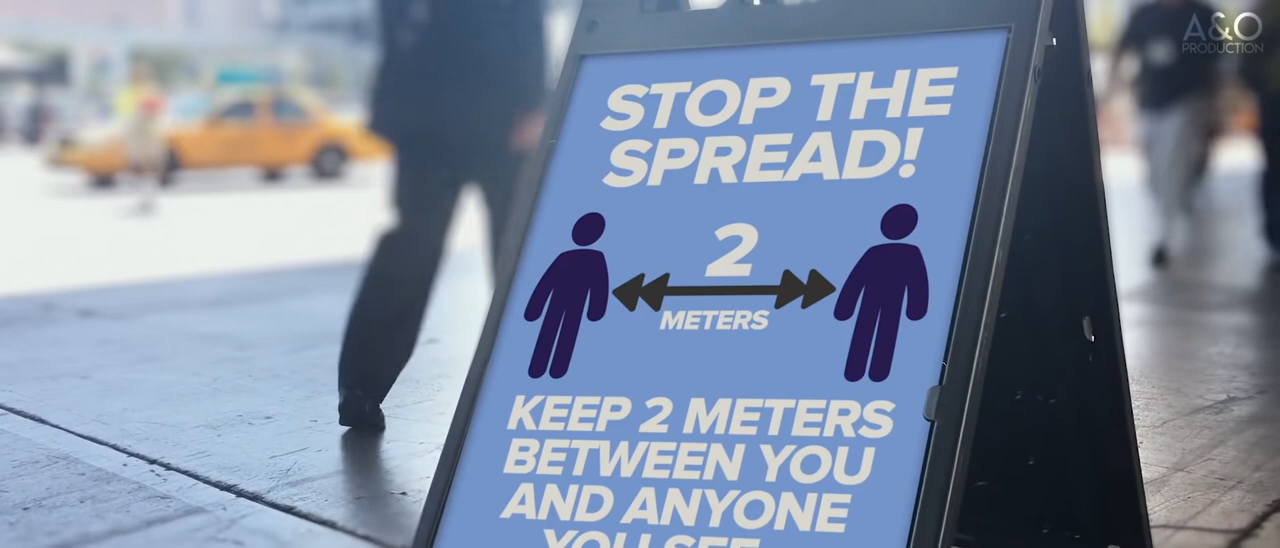 A&O
PRODUCTION
STOP THE
SPREAD!
2
METERS
KEEP 2 METERS
BETWEEN YOU
AND ANYONE
YOU SEE